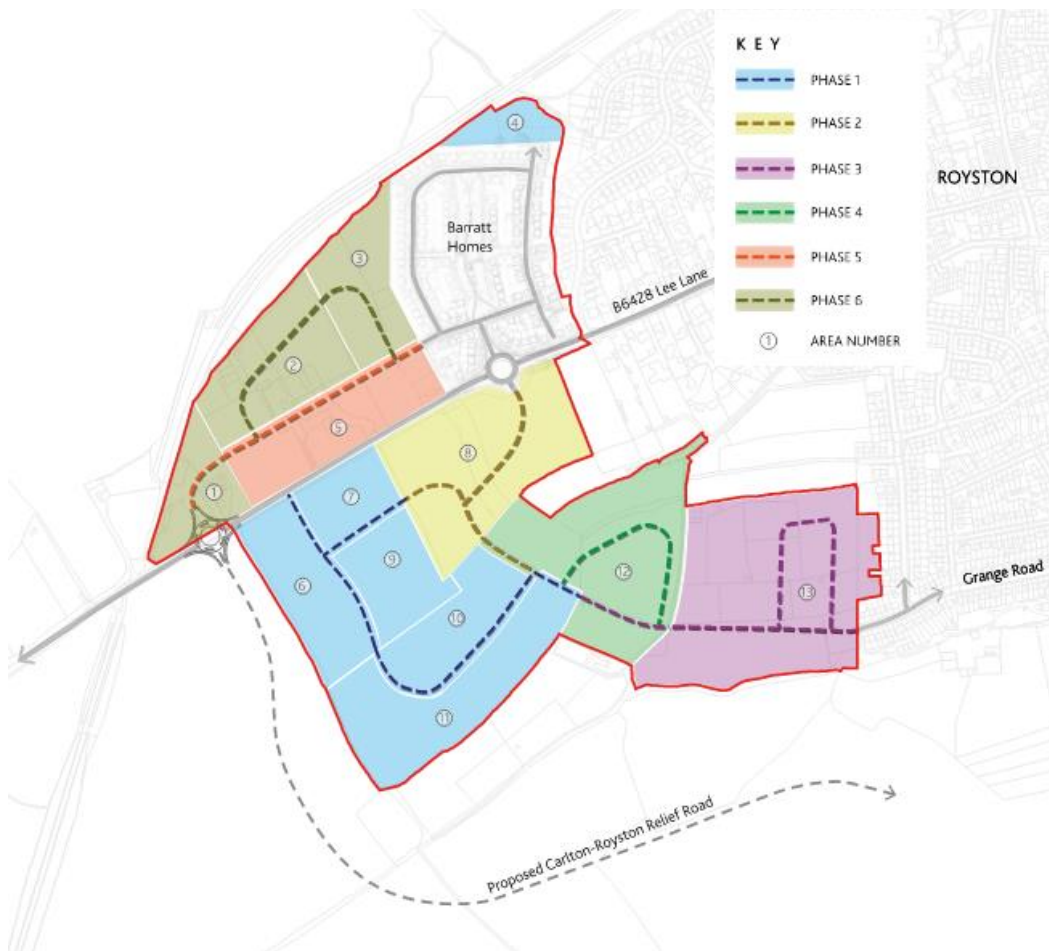 KEY
PHASE 1
PHASE 2
PHASE 3
PHASE 4
PHASE 5
PHASE 6
1 AREA NUMBER
ROYSTON
4
Barratt
Homes
B6428 Lee Lane
3
2
5
1
8
7
9
6
10
11
12
13
Grange Road
Proposed Carlton-Royston Relief Road